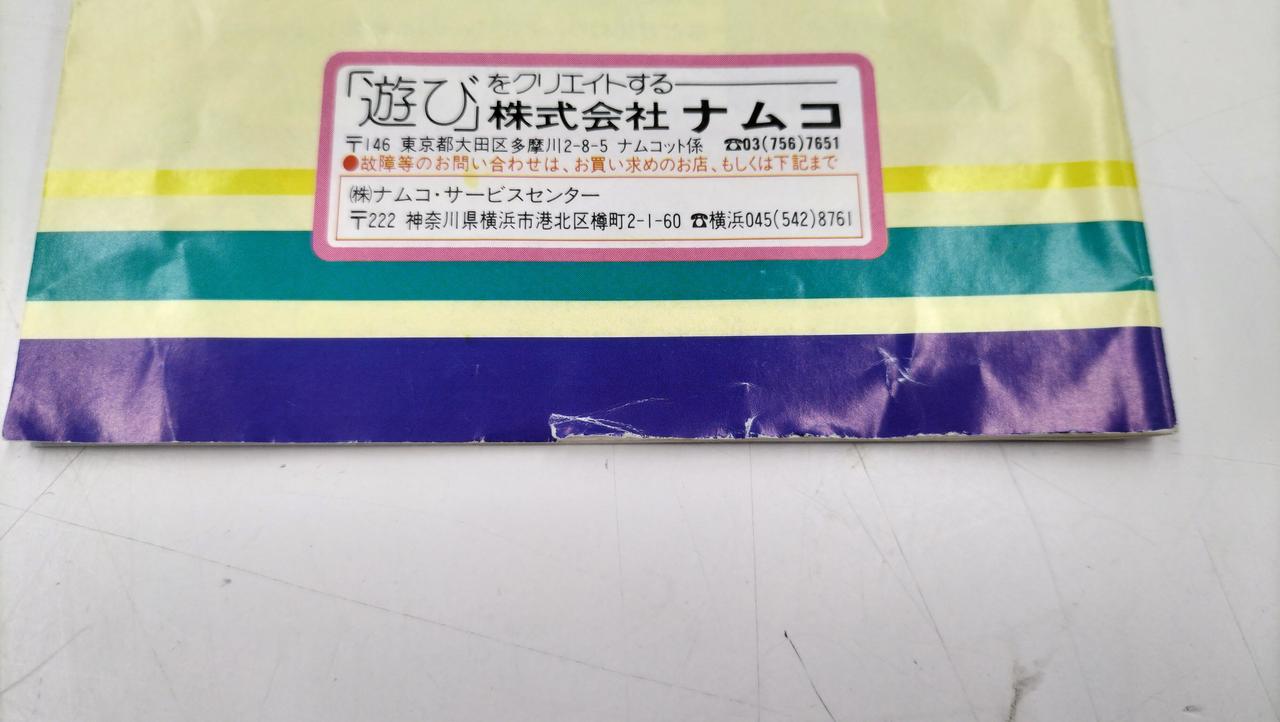 「遊び」をクリエイトする
株式会社ナムコ
〒146 東京都大田区多摩川2-8-5 ナムコット係 ☎03(756)7651
●故障等のお問い合わせは、お買い求めのお店、もしくは下記まで
㈱ナムコ・サービスセンター
〒222 神奈川県横浜市港北区樽町2-1-60 ☎横浜045(542)8761